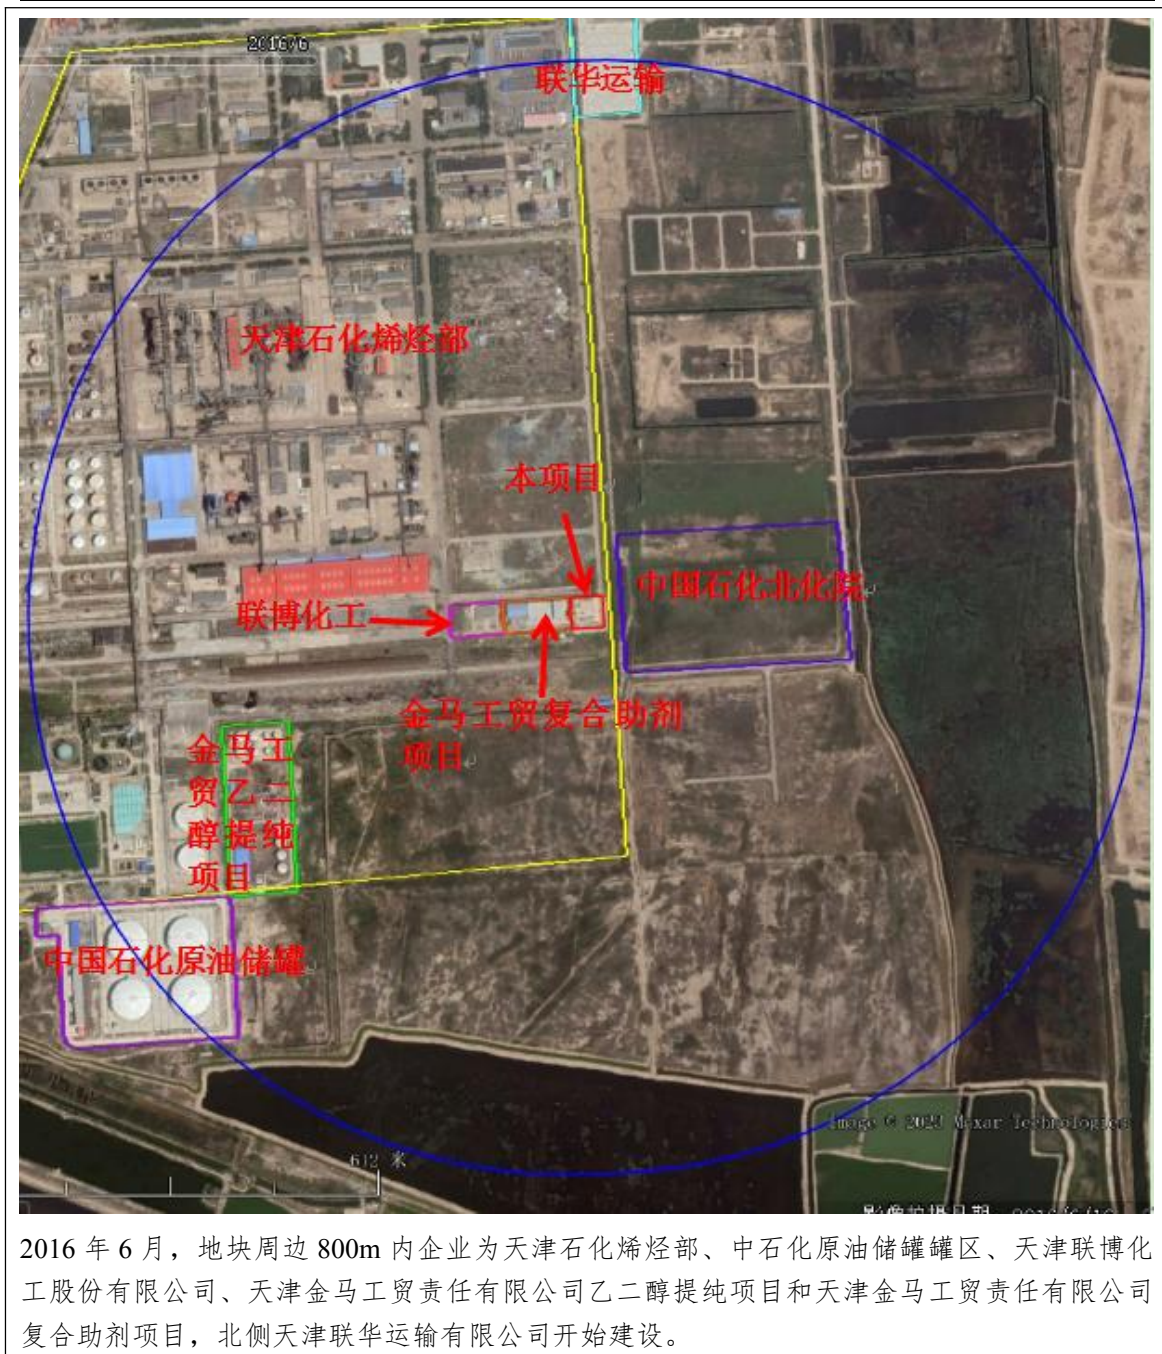 2016/6
联华运输
天津石化烯烃部
本项目
中国石化北化院
联博化工
金马工贸复合助剂
项目
金马工
贸乙二
醇提纯
项目
中国石化原油储罐
Image © 2023 Maxar Technologies
612 米
2016 年 6 月，地块周边 800m 内企业为天津石化烯烃部、中石化原油储罐罐区、天津联博化
工股份有限公司、天津金马工贸责任有限公司乙二醇提纯项目和天津金马工贸责任有限公司
复合助剂项目，北侧天津联华运输有限公司开始建设。